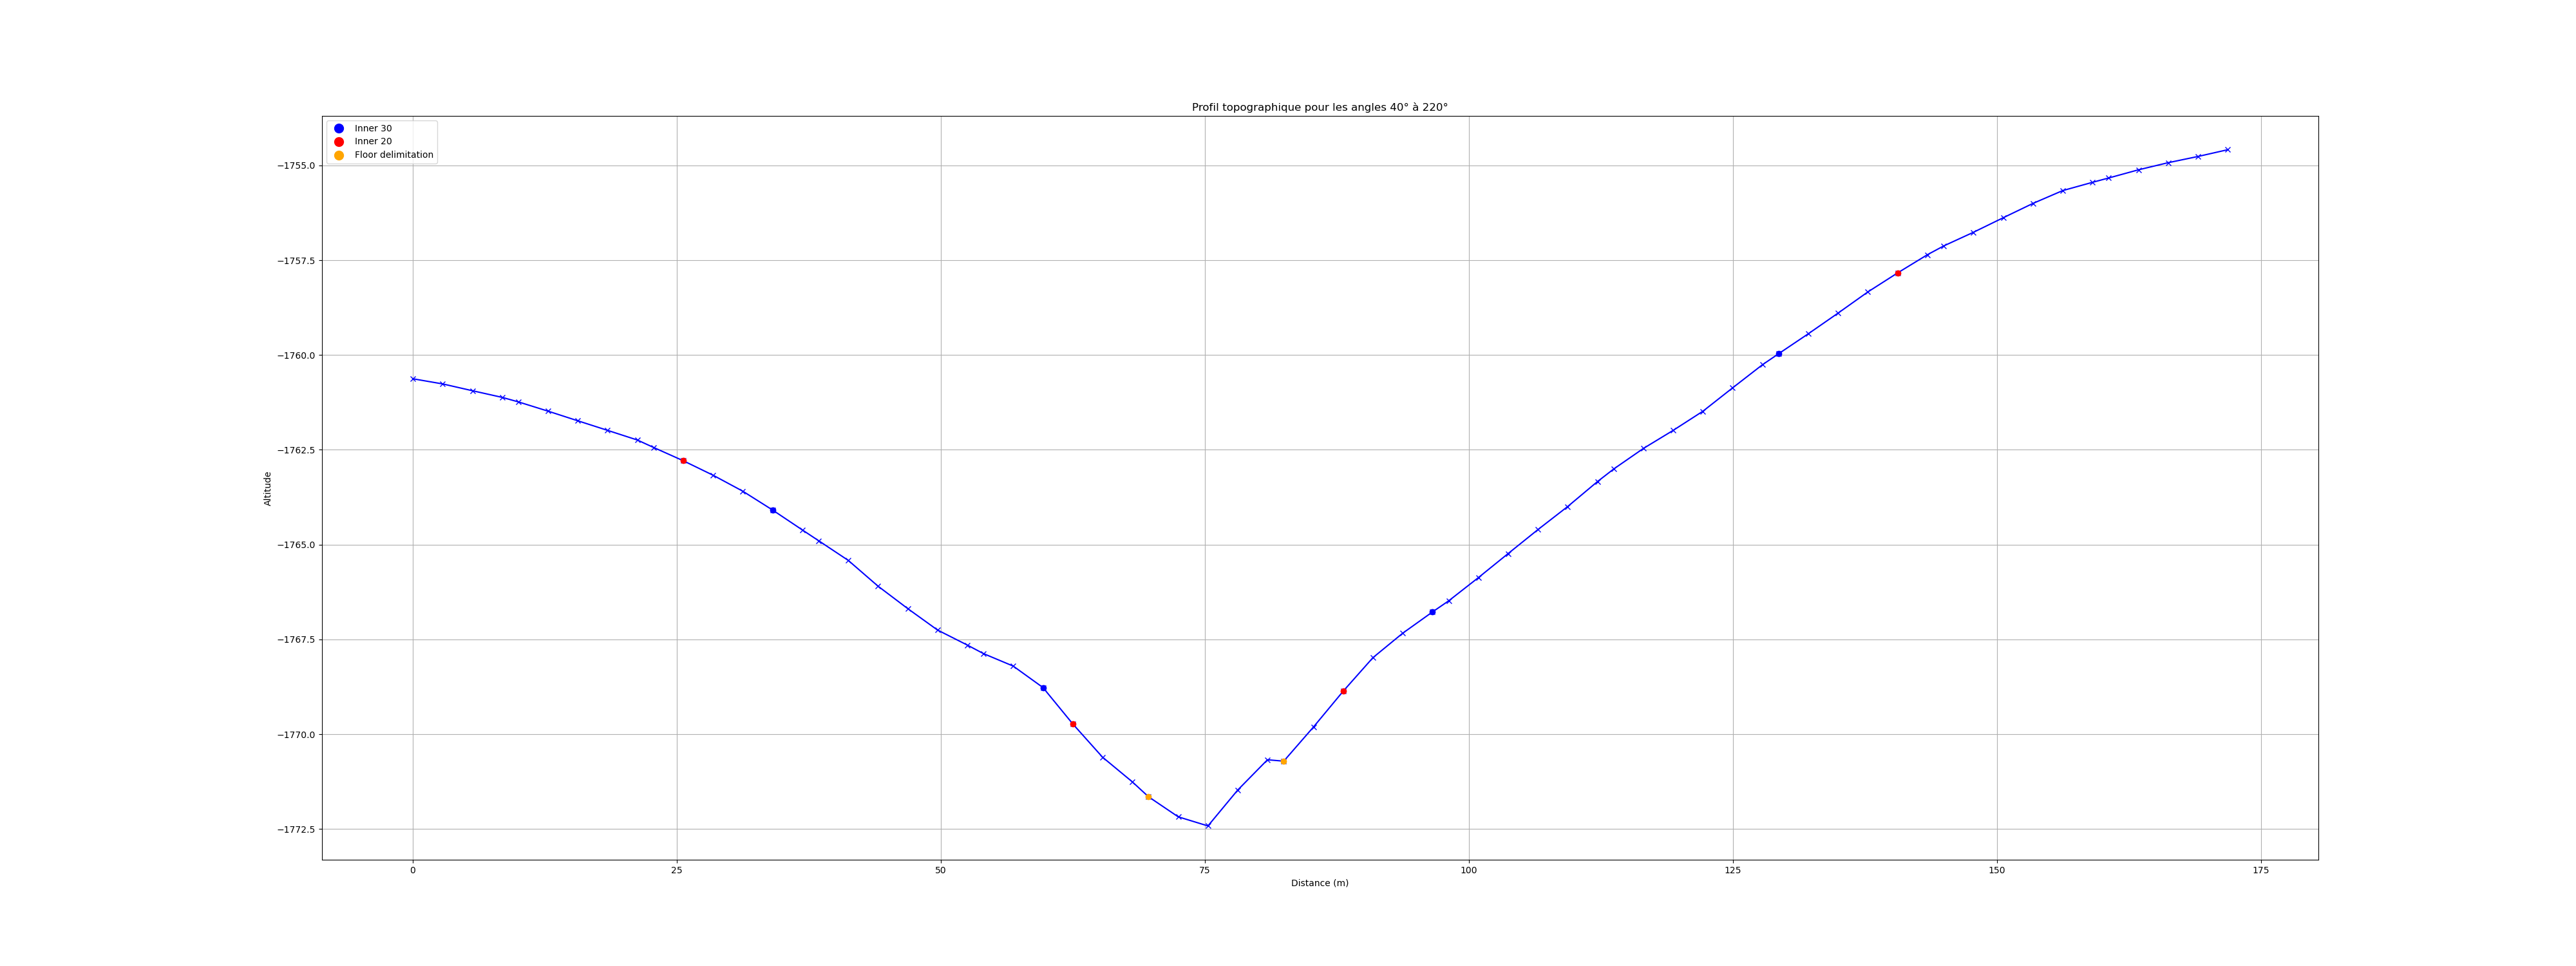 Profil topographique pour les angles 40° à 220°
Inner 30
Inner 20
Floor delimitation
−1755.0
−1757.5
−1760.0
−1762.5
−1765.0
−1767.5
−1770.0
−1772.5
Altitude
0 25 50 75 100 125 150 175
Distance (m)